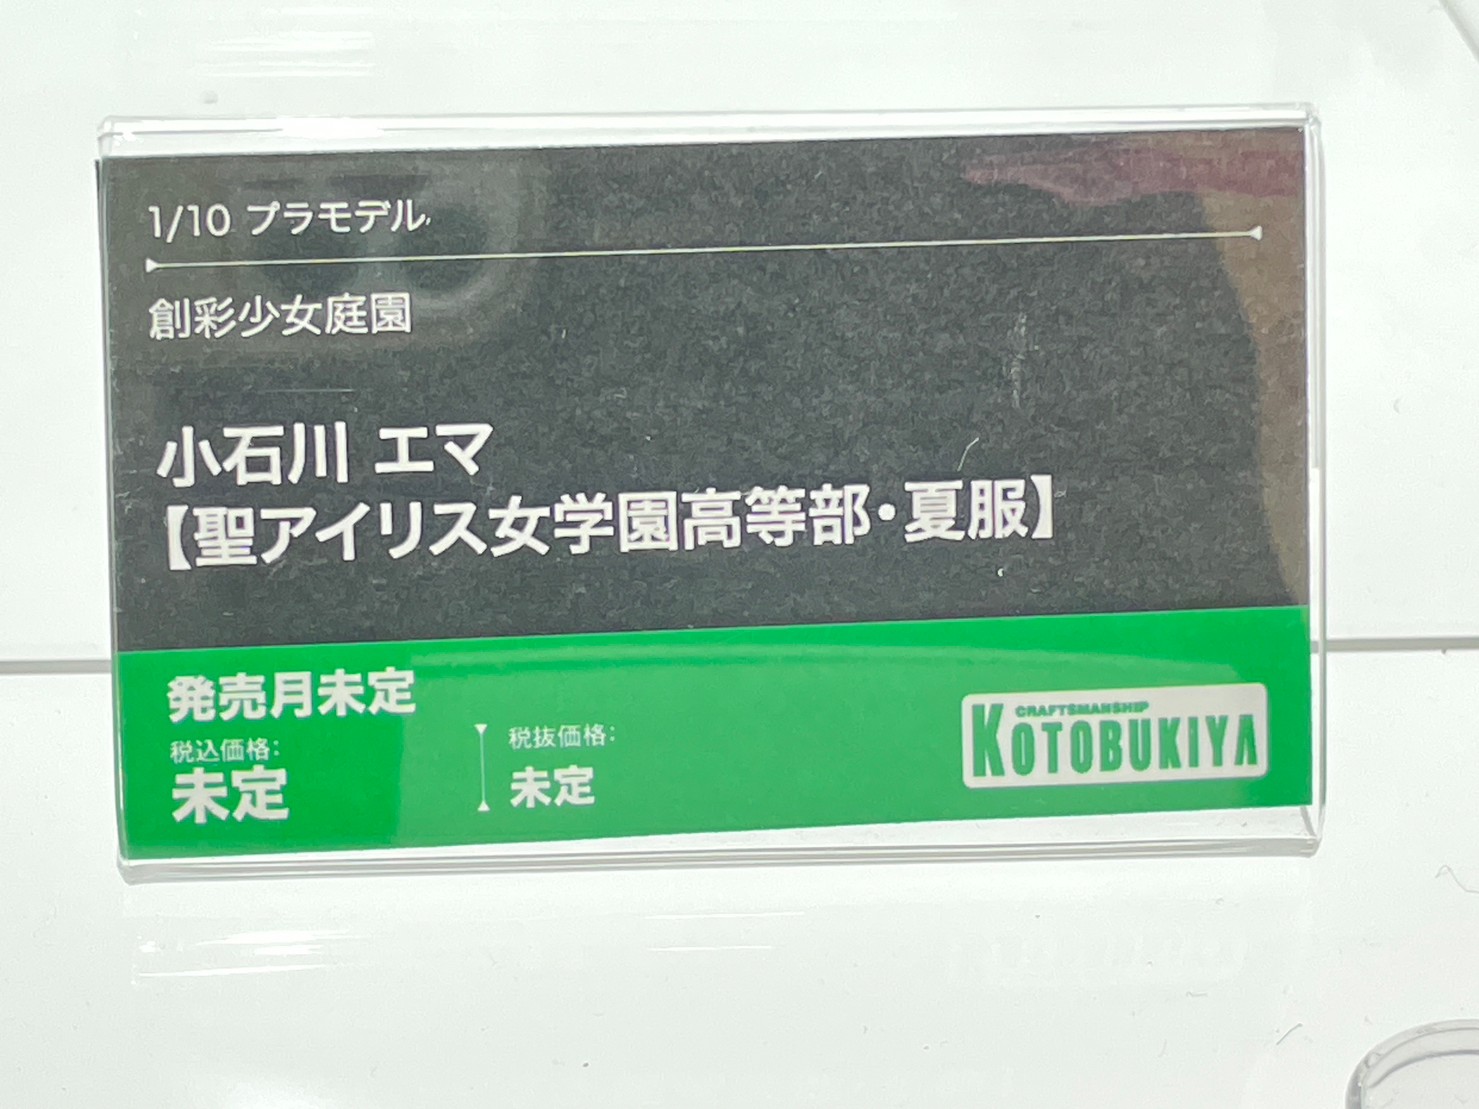 1/10 プラモデル
創彩少女庭園
小石川 エマ
【聖アイリス女学園高等部・夏服】
発売月未定
税込価格:
未定
税抜価格:
未定
CRAFTSMANSHIP
KOTOBUKIYA